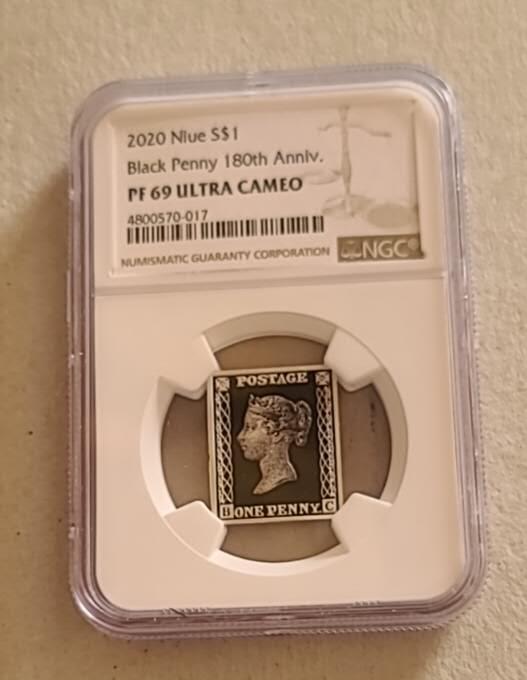 2020 Niue S$1
Black Penny 180th Anniv.
PF 69 ULTRA CAMEO
4800570-017
NUMISMATIC GUARANTY CORPORATION
NGC®
POSTAGE
B ONE PENNY. C